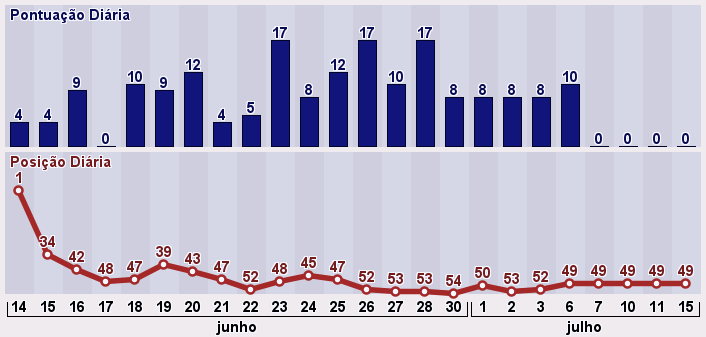 Pontuação Diária
4 4 9 0 10 9 12 4 5 17 8 12 17 10 17 8 8 8 8 10 0 0 0 0
Posição Diária
1 34 42 48 47 39 43 47 52 48 45 47 52 53 53 54 50 53 52 49 49 49 49 49
14 15 16 17 18 19 20 21 22 23 24 25 26 27 28 30 1 2 3 6 7 10 11 15
junho julho